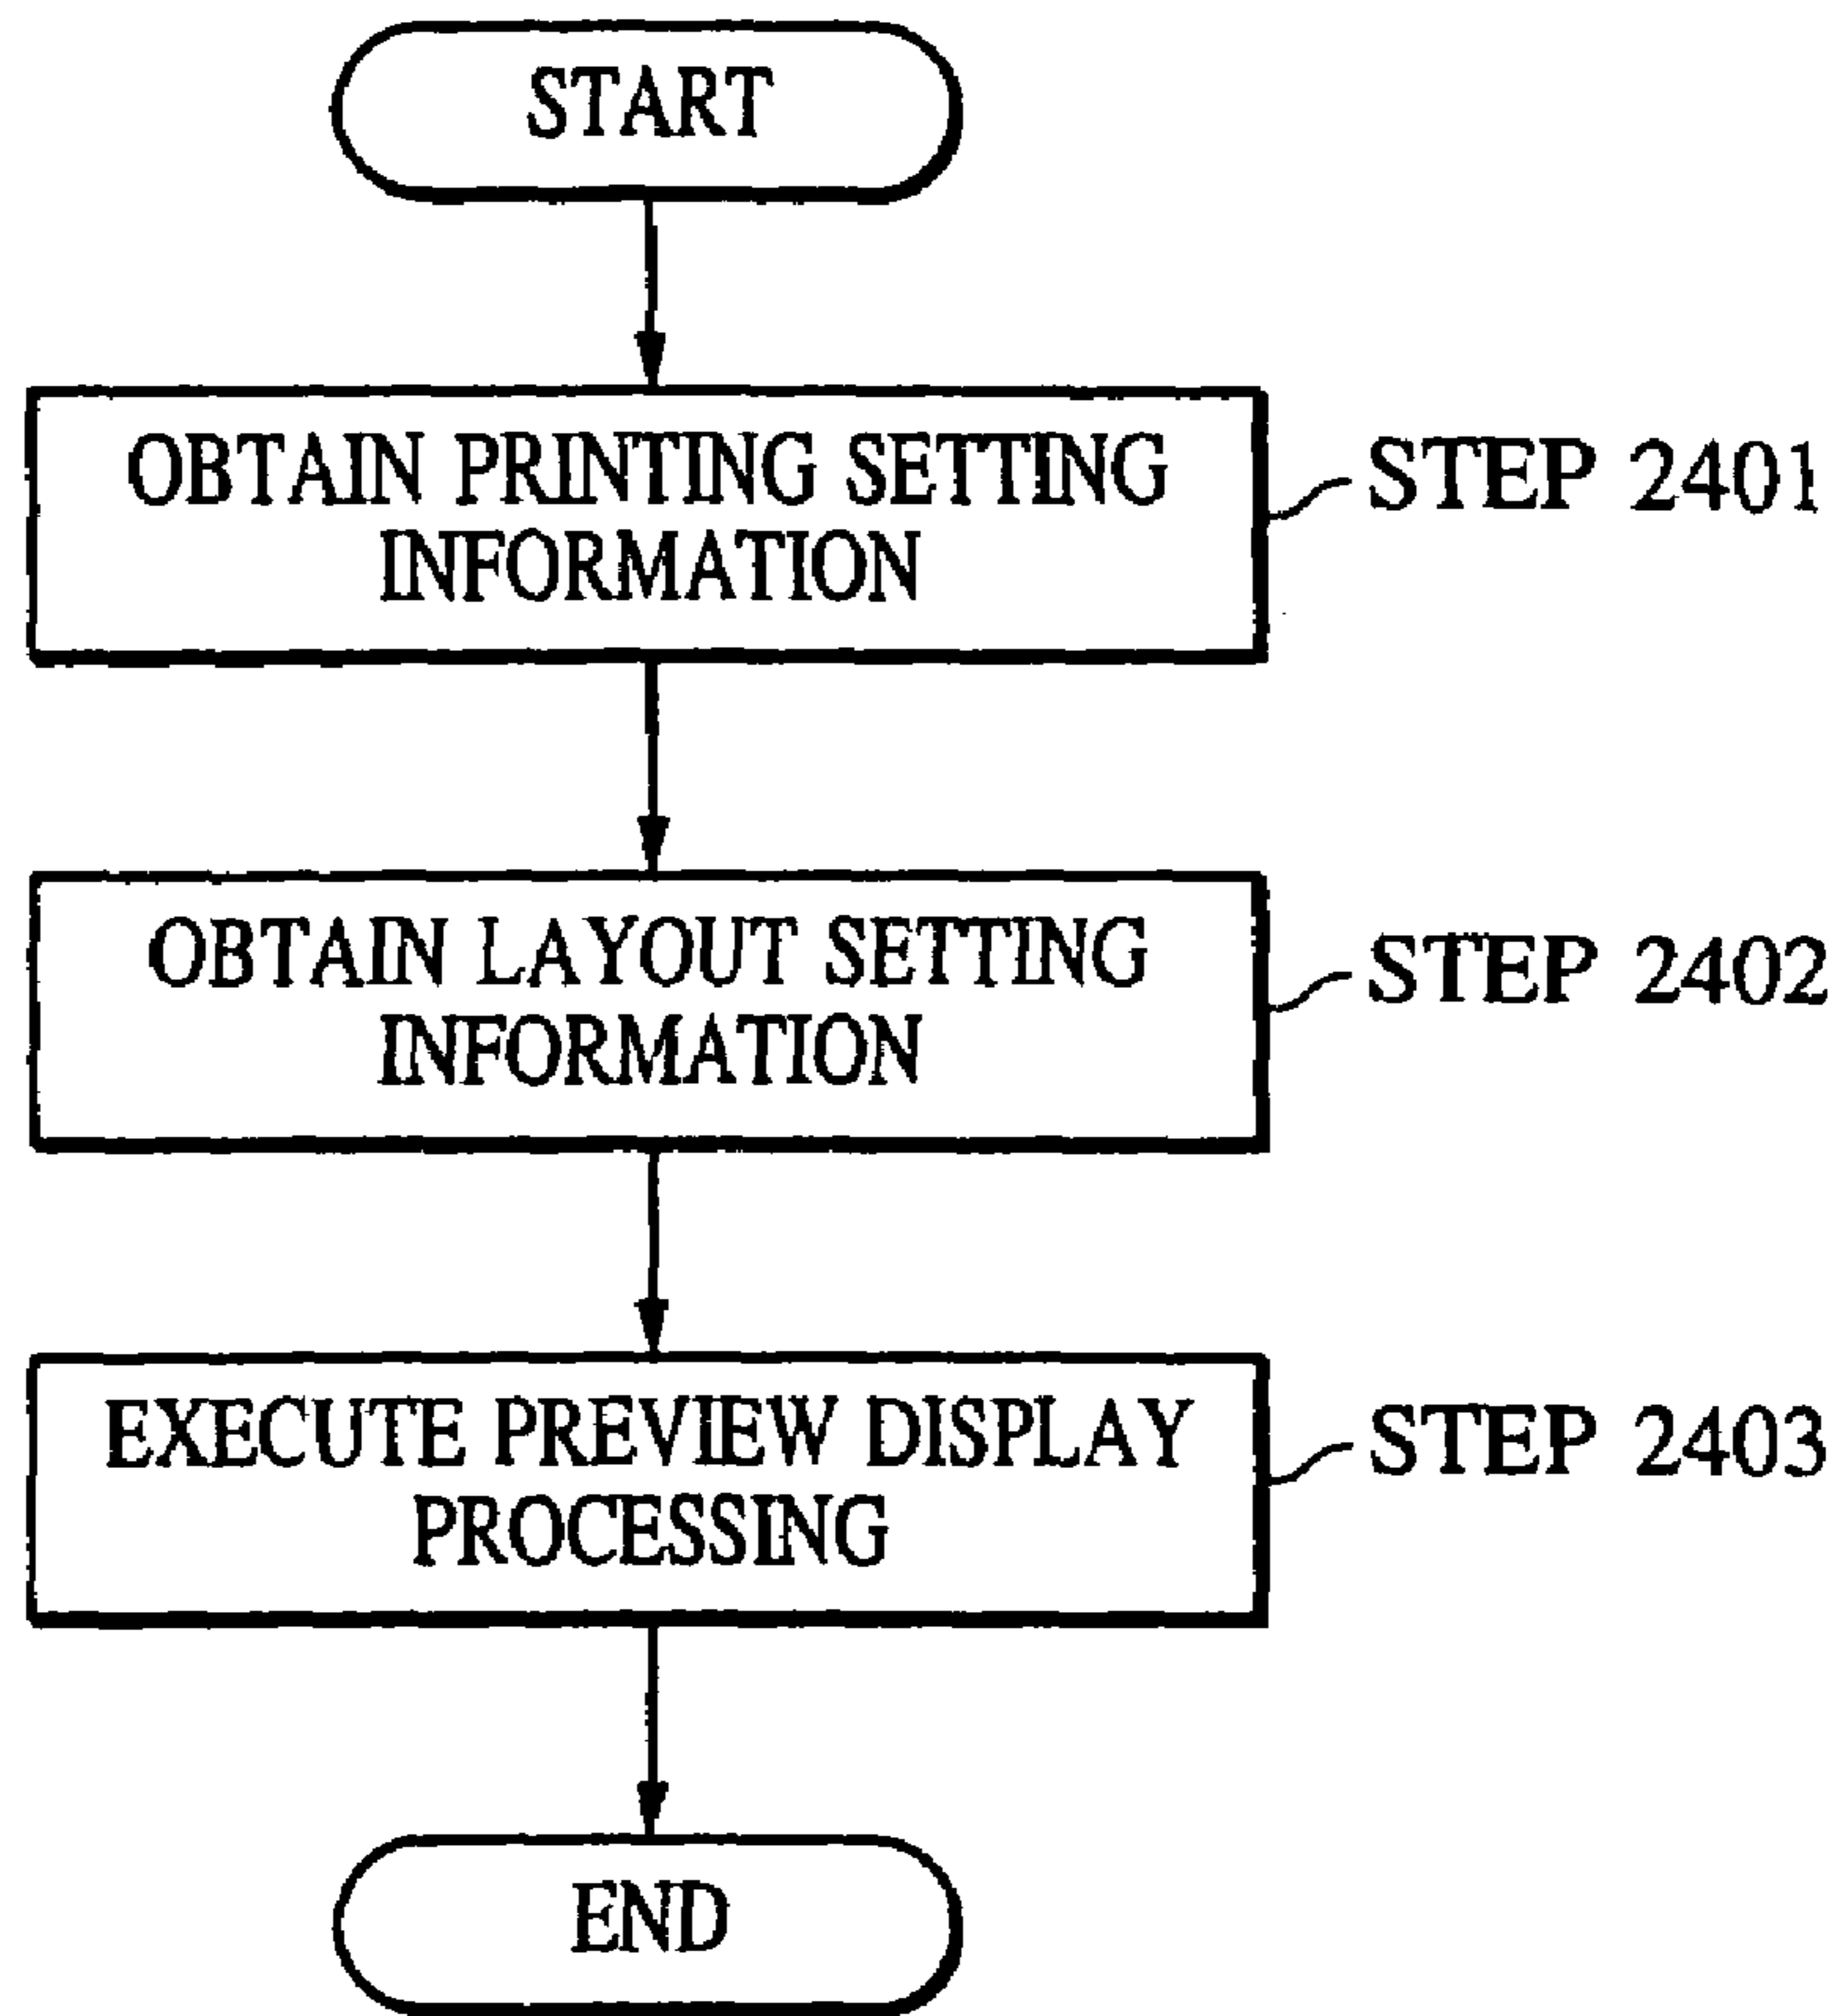 START
OBTAIN PRINTING SETTING
INFORMATION
STEP 2401
OBTAIN LAYOUT SETTING
INFORMATION
STEP 2402
EXECUTE PREVIEW DISPLAY
PROCESSING
STEP 2403
END